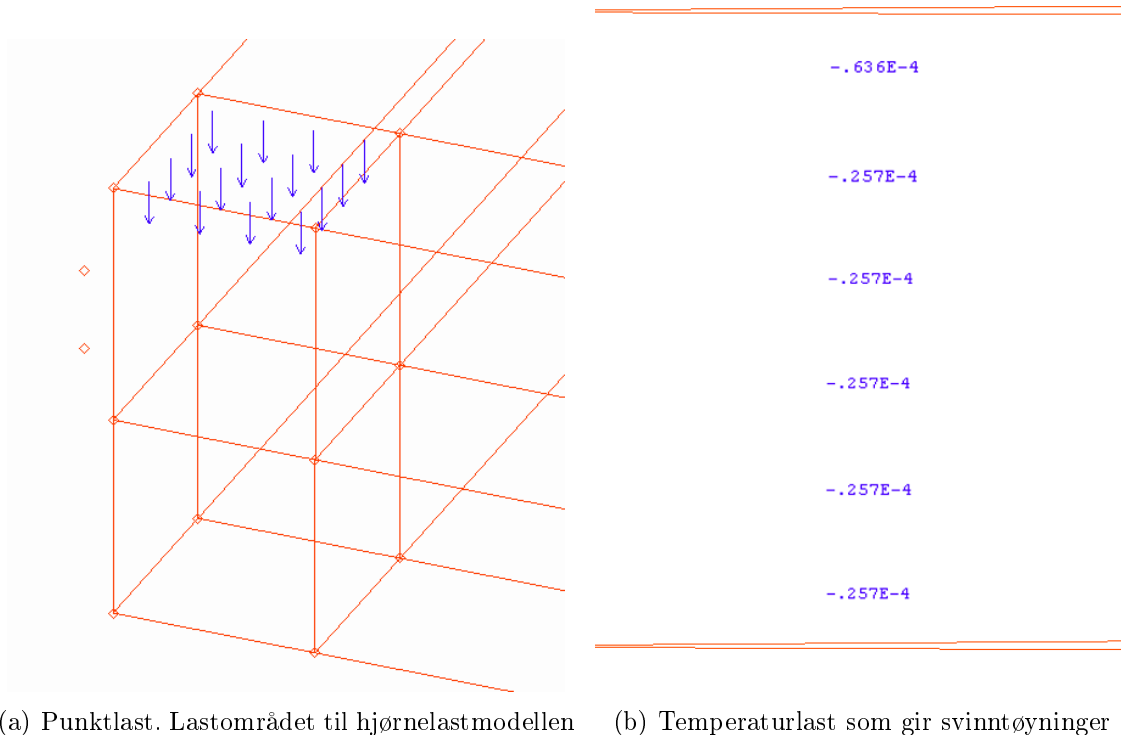 -.636E-4
-.257E-4
-.257E-4
-.257E-4
-.257E-4
-.257E-4
(a) Punktlast. Lastområdet til hjørnelastmodellen
(b) Temperaturlast som gir svinntøyninger